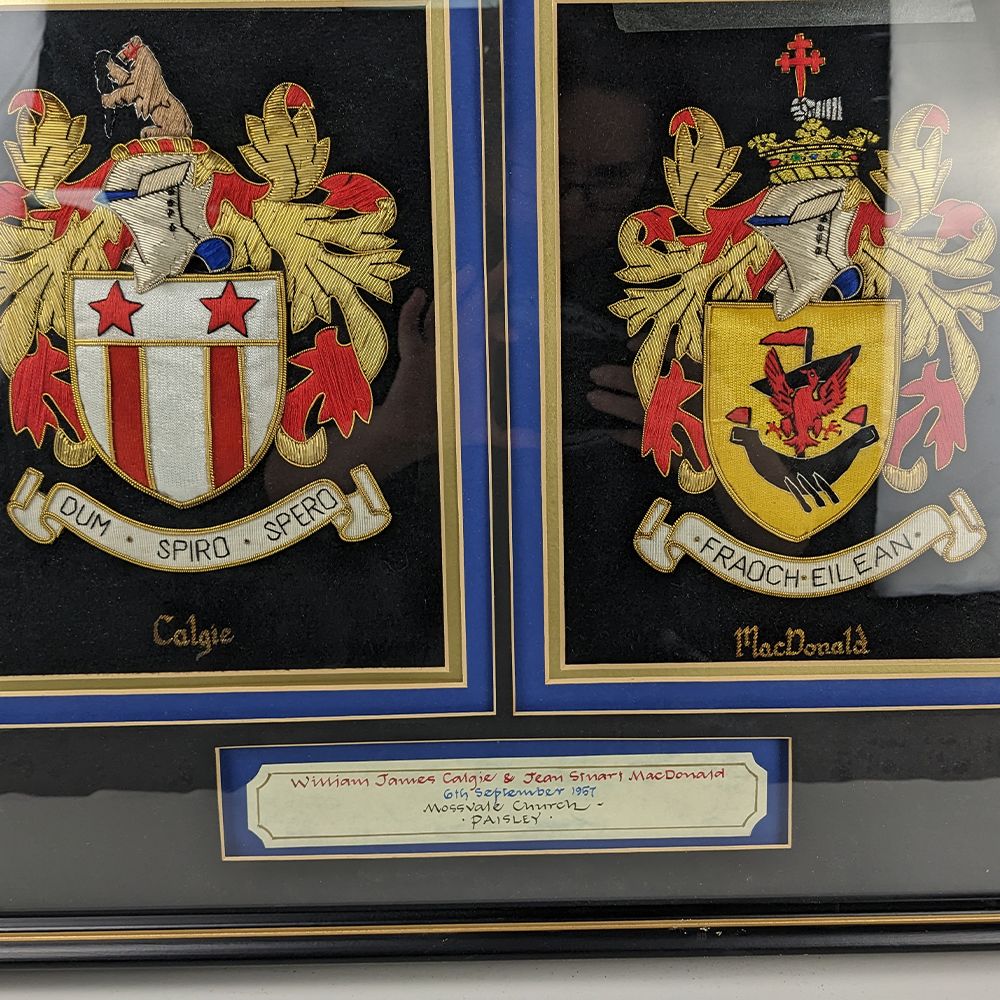 DUM · SPIRO · SPERO
Calgie
· FRAOCH · EILEAN ·
MacDonald
William James Calgie & Jean Stuart MacDonald
6th September 1957
Mossvale Church -
· PAISLEY ·